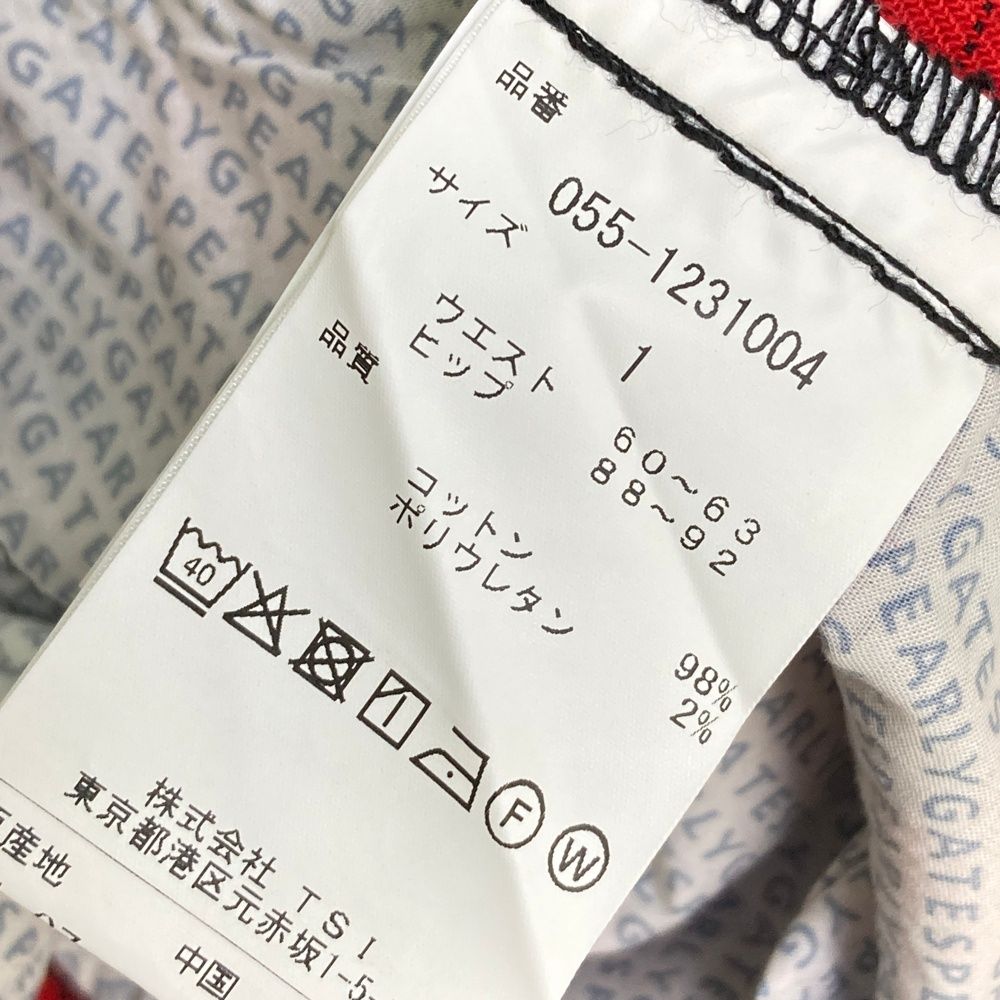 品番
055-1231004
サイズ
1
ウエスト 60~63
ヒップ 88~92
品質
コットン 98%
ポリウレタン 2%
40
F
W
株式会社 TSI
東京都港区元赤坂1-5-
産地
中国
PEARLYGATES